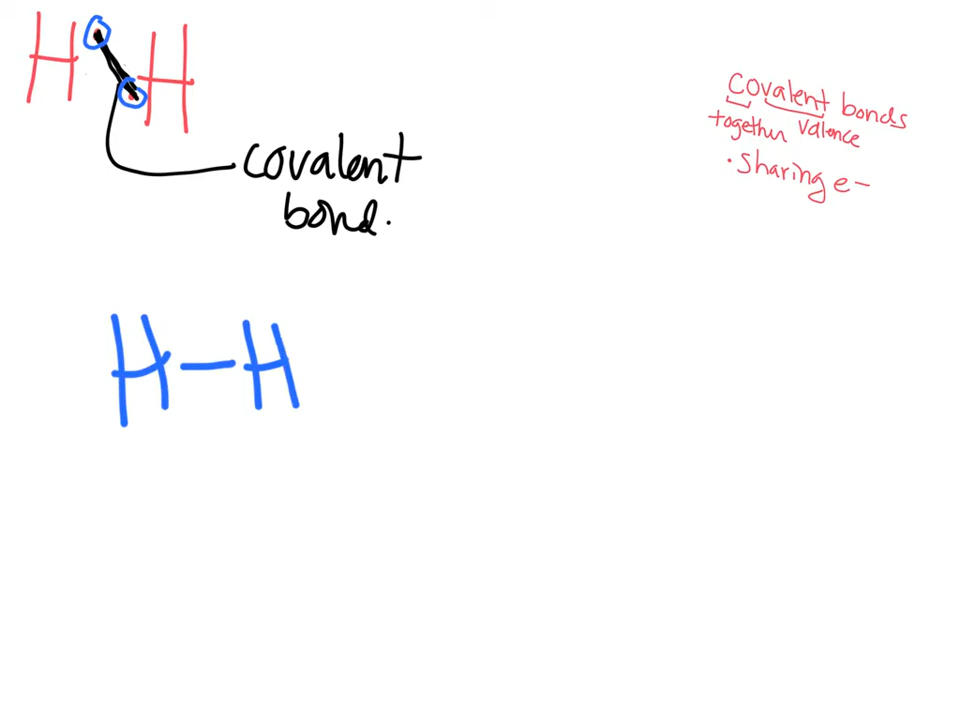 H H
covalent
bond.
covalent bonds
together valence
· Sharing e-
H-H